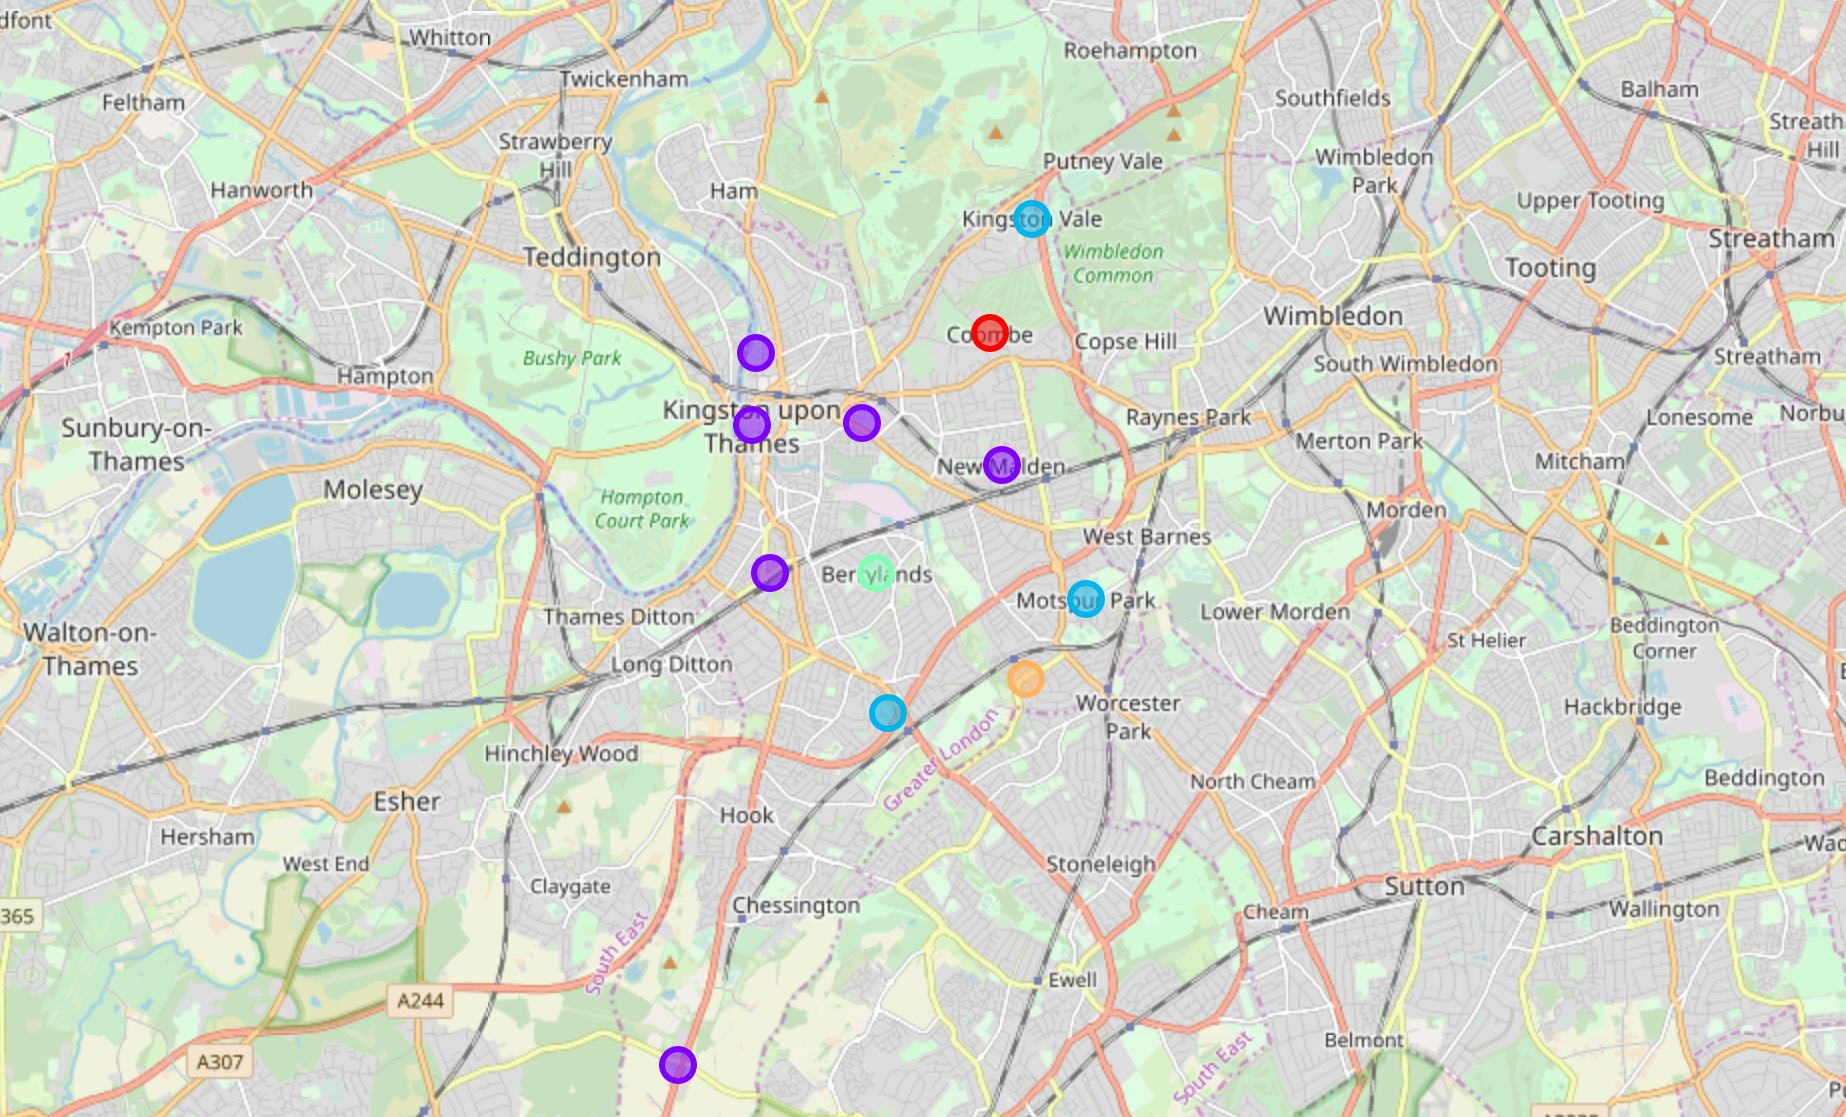 Whitton
Roehampton
Twickenham
Feltham
Southfields
Balham
Strawberry
Hill
Putney Vale
Wimbledon
Park
Hill
Hanworth
Ham
Upper Tooting
Kingston Vale
Streatham
Teddington
Wimbledon
Common
Tooting
Kempton Park
Wimbledon
Coombe
Copse Hill
Bushy Park
South Wimbledon
Streatham
Hampton
Kingston upon
Thames
Raynes Park
Lonesome
Sunbury-on-
Thames
Merton Park
New Malden
Mitcham
Molesey
Hampton
Court Park
Morden
West Barnes
Berrylands
Motspur Park
Thames Ditton
Lower Morden
Walton-on-
Thames
St Helier
Beddington
Corner
Long Ditton
Worcester
Park
Hackbridge
Hinchley Wood
Greater London
North Cheam
Beddington
Esher
Hook
Hersham
Carshalton
West End
Stoneleigh
Claygate
Sutton
Chessington
365
Cheam
Wallington
South East
Ewell
A244
Belmont
A307
South East